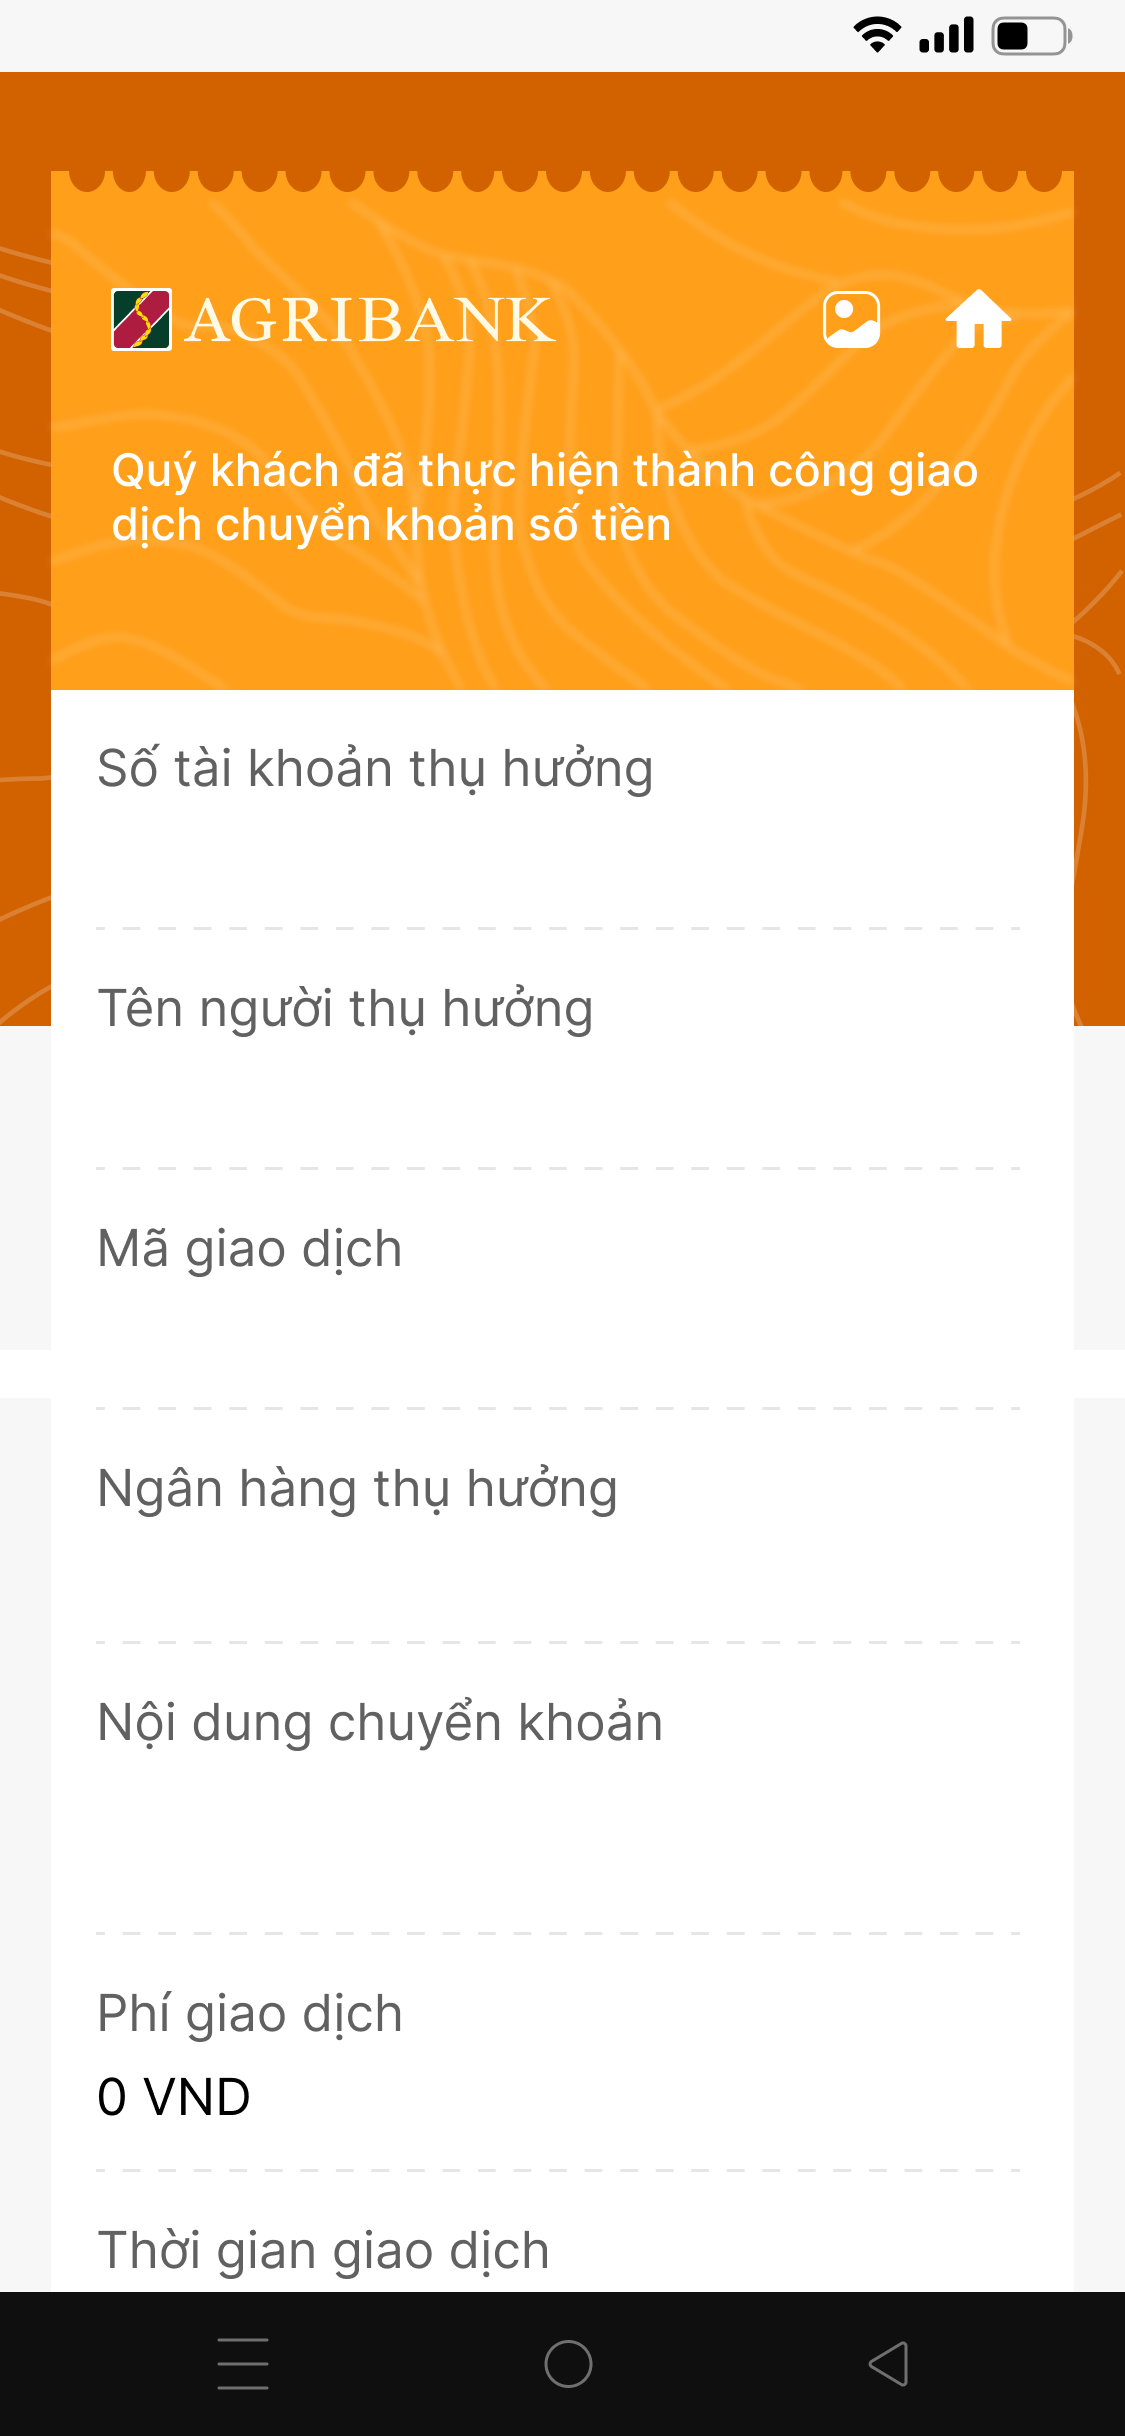 AGRIBANK
Quý khách đã thực hiện thành công giao
dịch chuyển khoản số tiền
Số tài khoản thụ hưởng
Tên người thụ hưởng
Mã giao dịch
Ngân hàng thụ hưởng
Nội dung chuyển khoản
Phí giao dịch
0 VND
Thời gian giao dịch